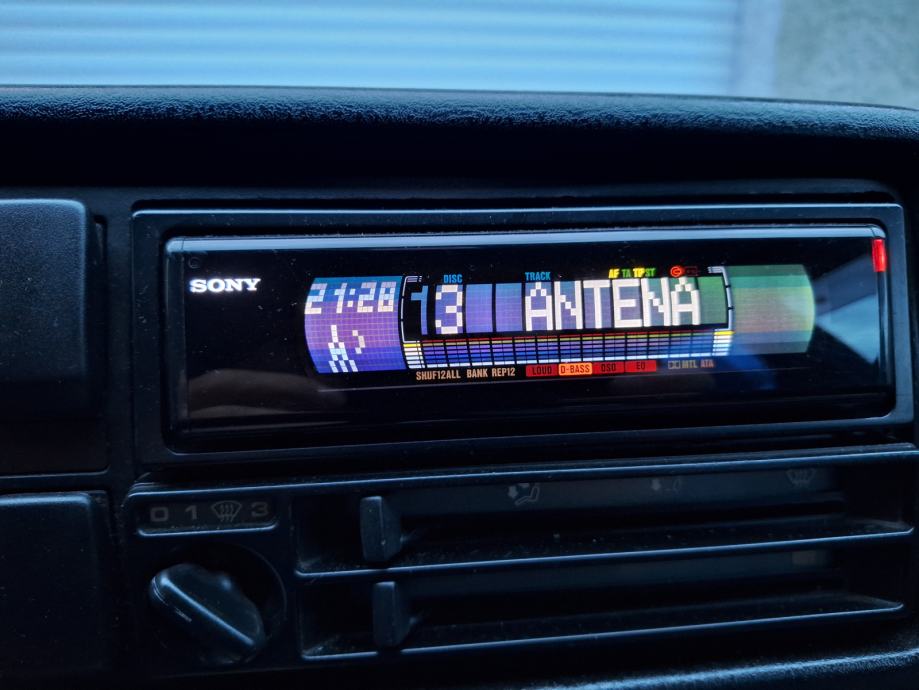 SONY
DISC TRACK AF TA TP ST
21:28 13 ANTENA
SHUF12ALL BANK REP12 LOUD D-BASS DSO EQ MTL ATA
0 1 3